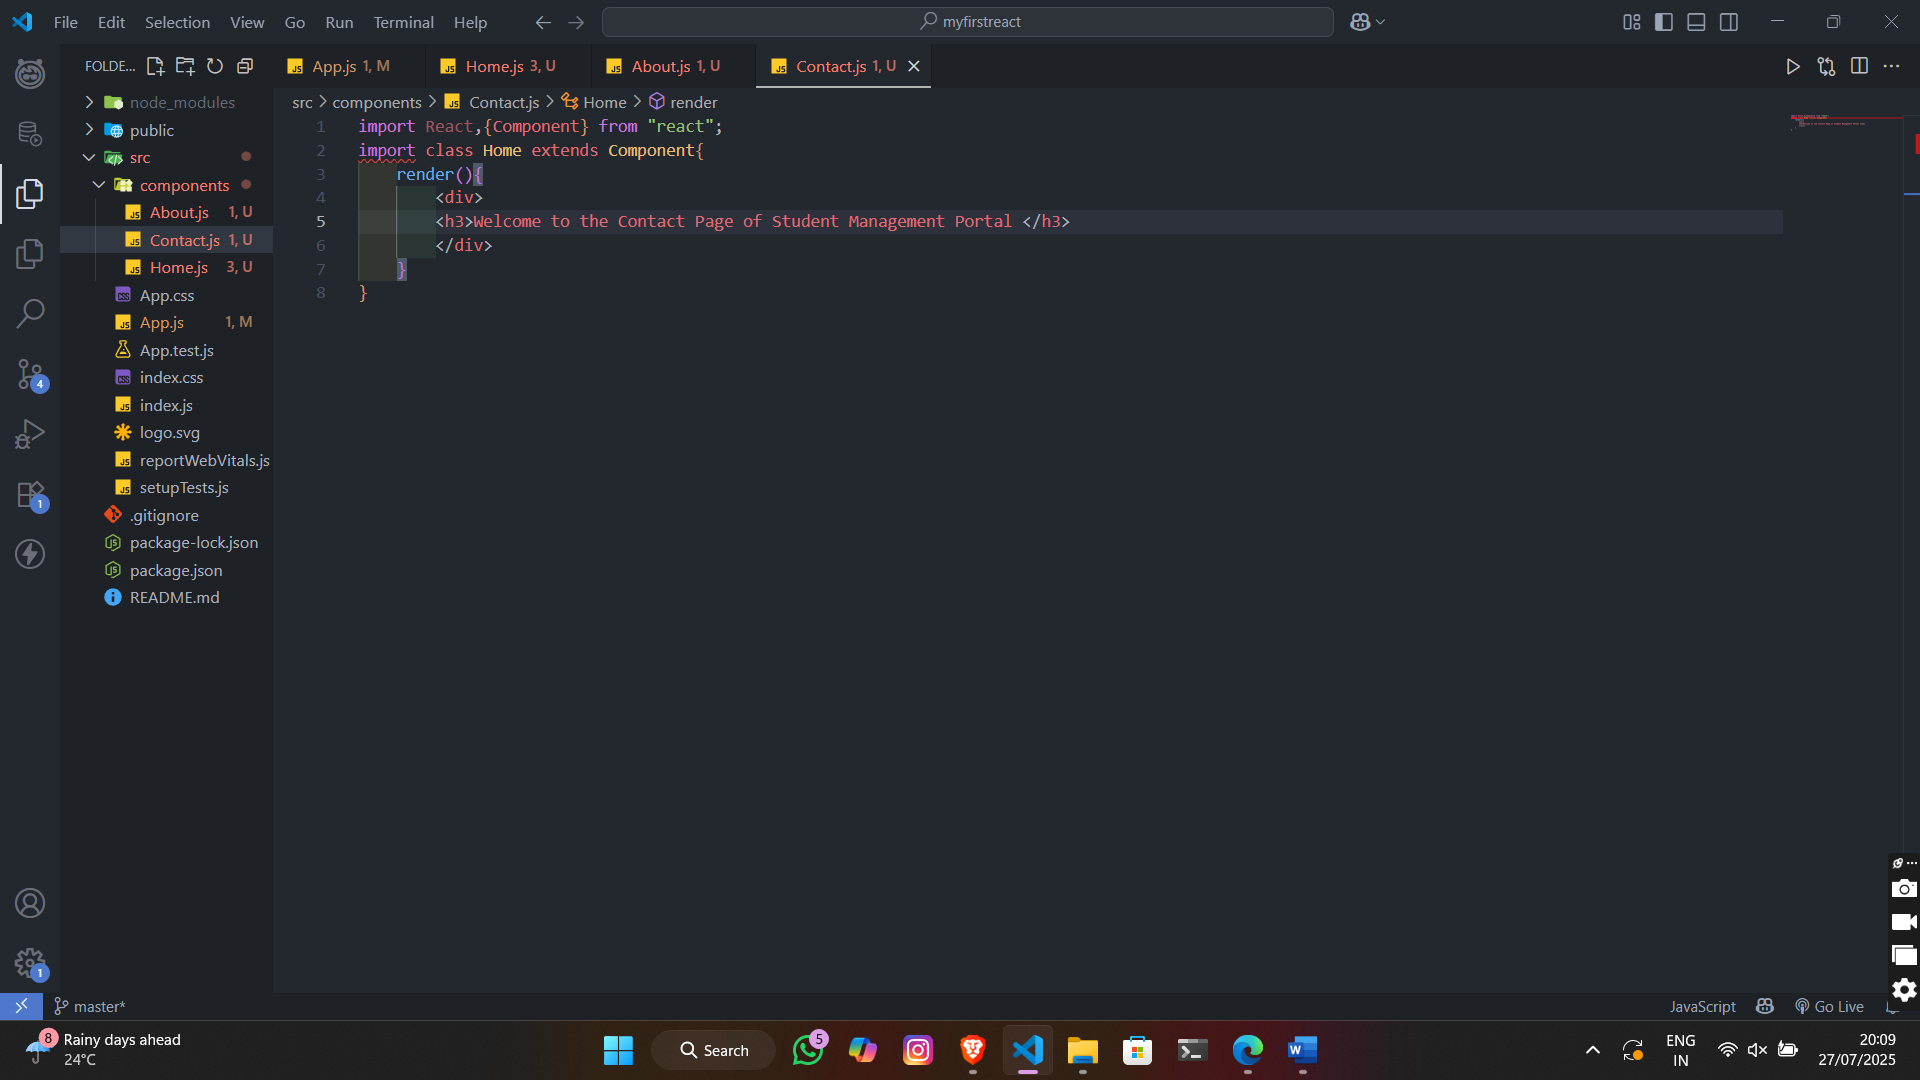 File Edit Selection View Go Run Terminal Help
myfirstreact
FOLDE...
App.js 1, M
Home.js 3, U
About.js 1, U
Contact.js 1, U
src > components > Contact.js > Home > render
node_modules
public
src
components
About.js 1, U
Contact.js 1, U
Home.js 3, U
App.css
App.js 1, M
App.test.js
index.css
index.js
logo.svg
reportWebVitals.js
setupTests.js
.gitignore
package-lock.json
package.json
README.md
4
1
1
1 import React,{Component} from "react";
2 import class Home extends Component{
3 render(){
4 <div>
5 <h3>Welcome to the Contact Page of Student Management Portal </h3>
6 </div>
7 }
8 }
master*
JavaScript
Go Live
8
Rainy days ahead
24°C
Search
5
ENG
IN
20:09
27/07/2025